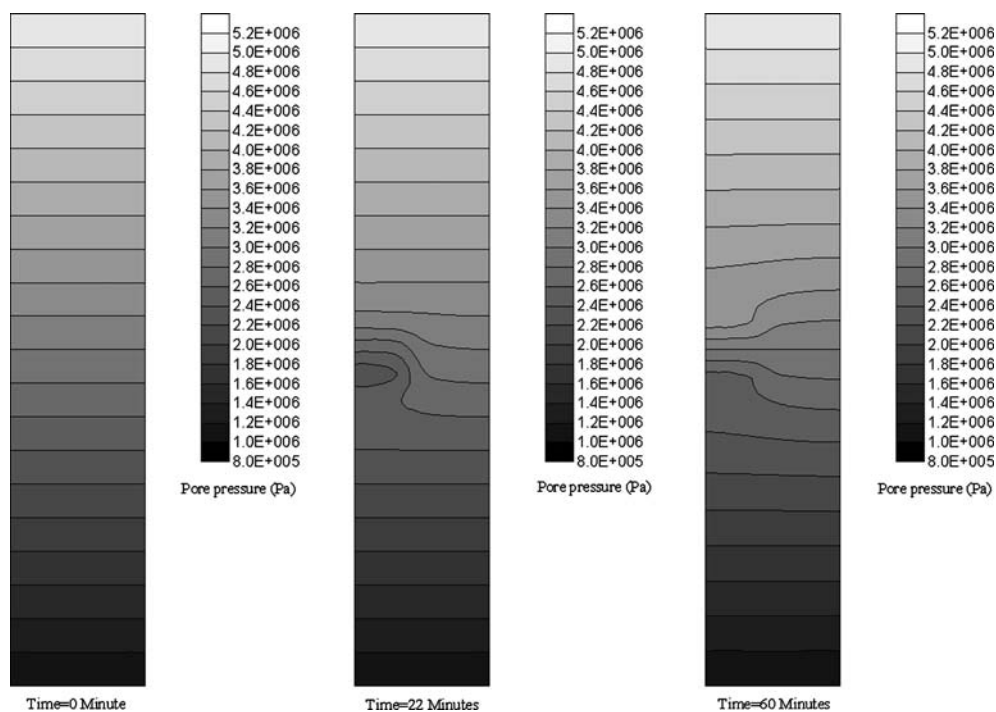 5.2E+006
5.0E+006
4.8E+006
4.6E+006
4.4E+006
4.2E+006
4.0E+006
3.8E+006
3.6E+006
3.4E+006
3.2E+006
3.0E+006
2.8E+006
2.4E+006
2.2E+006
2.0E+006
1.8E+006
1.6E+006
1.4E+006
1.2E+006
1.0E+006
8.0E+005
Pore pressure (Pa)
Time=0 Minute
5.2E+006
5.0E+006
4.8E+006
4.6E+006
4.4E+006
4.2E+006
4.0E+006
3.8E+006
3.6E+006
3.4E+006
3.2E+006
3.0E+006
2.8E+006
2.4E+006
2.2E+006
2.0E+006
1.8E+006
1.6E+006
1.4E+006
1.2E+006
1.0E+006
8.0E+005
Pore pressure (Pa)
Time=22 Minutes
5.2E+006
5.0E+006
4.8E+006
4.6E+006
4.4E+006
4.2E+006
4.0E+006
3.8E+006
3.6E+006
3.4E+006
3.2E+006
3.0E+006
2.8E+006
2.4E+006
2.2E+006
2.0E+006
1.8E+006
1.6E+006
1.4E+006
1.2E+006
1.0E+006
8.0E+005
Pore pressure (Pa)
Time=60 Minutes